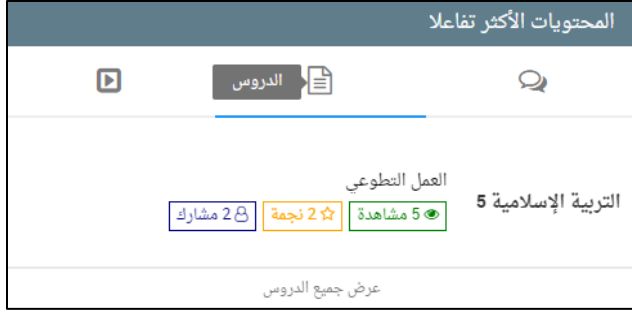 المحتويات الأكثر تفاعلا
الدروس
العمل التطوعي
التربية الإسلامية 5
5 مشاهدة 2 نجمة 2 مشارك
عرض جميع الدروس